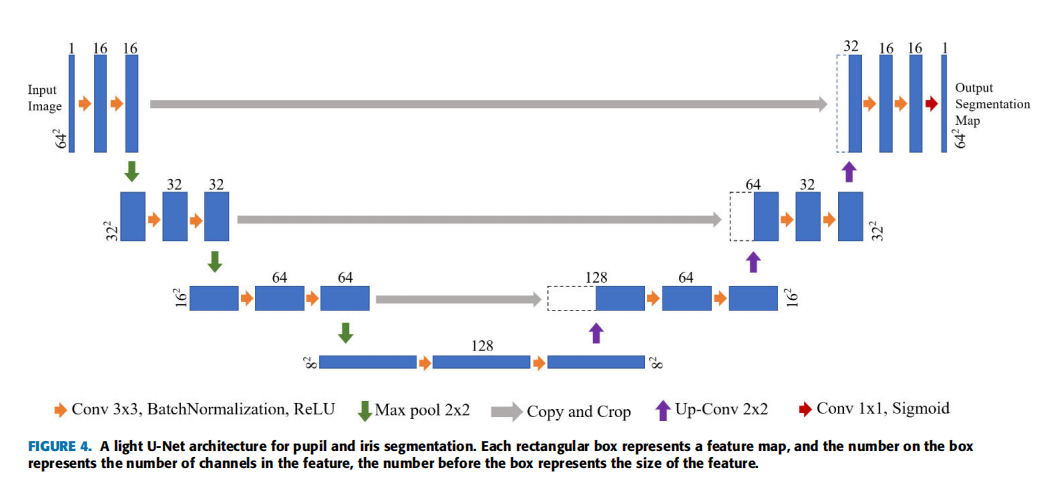 1 16 16
32 16 16 1
Input
Image
Output
Segmentation
Map
64²
64²
32 32
64 32
32²
32²
64 64
128 64
16²
16²
128
8²
8²
Conv 3x3, BatchNormalization, ReLU
Max pool 2x2
Copy and Crop
Up-Conv 2x2
Conv 1x1, Sigmoid
FIGURE 4. A light U-Net architecture for pupil and iris segmentation. Each rectangular box represents a feature map, and the number on the box
represents the number of channels in the feature, the number before the box represents the size of the feature.